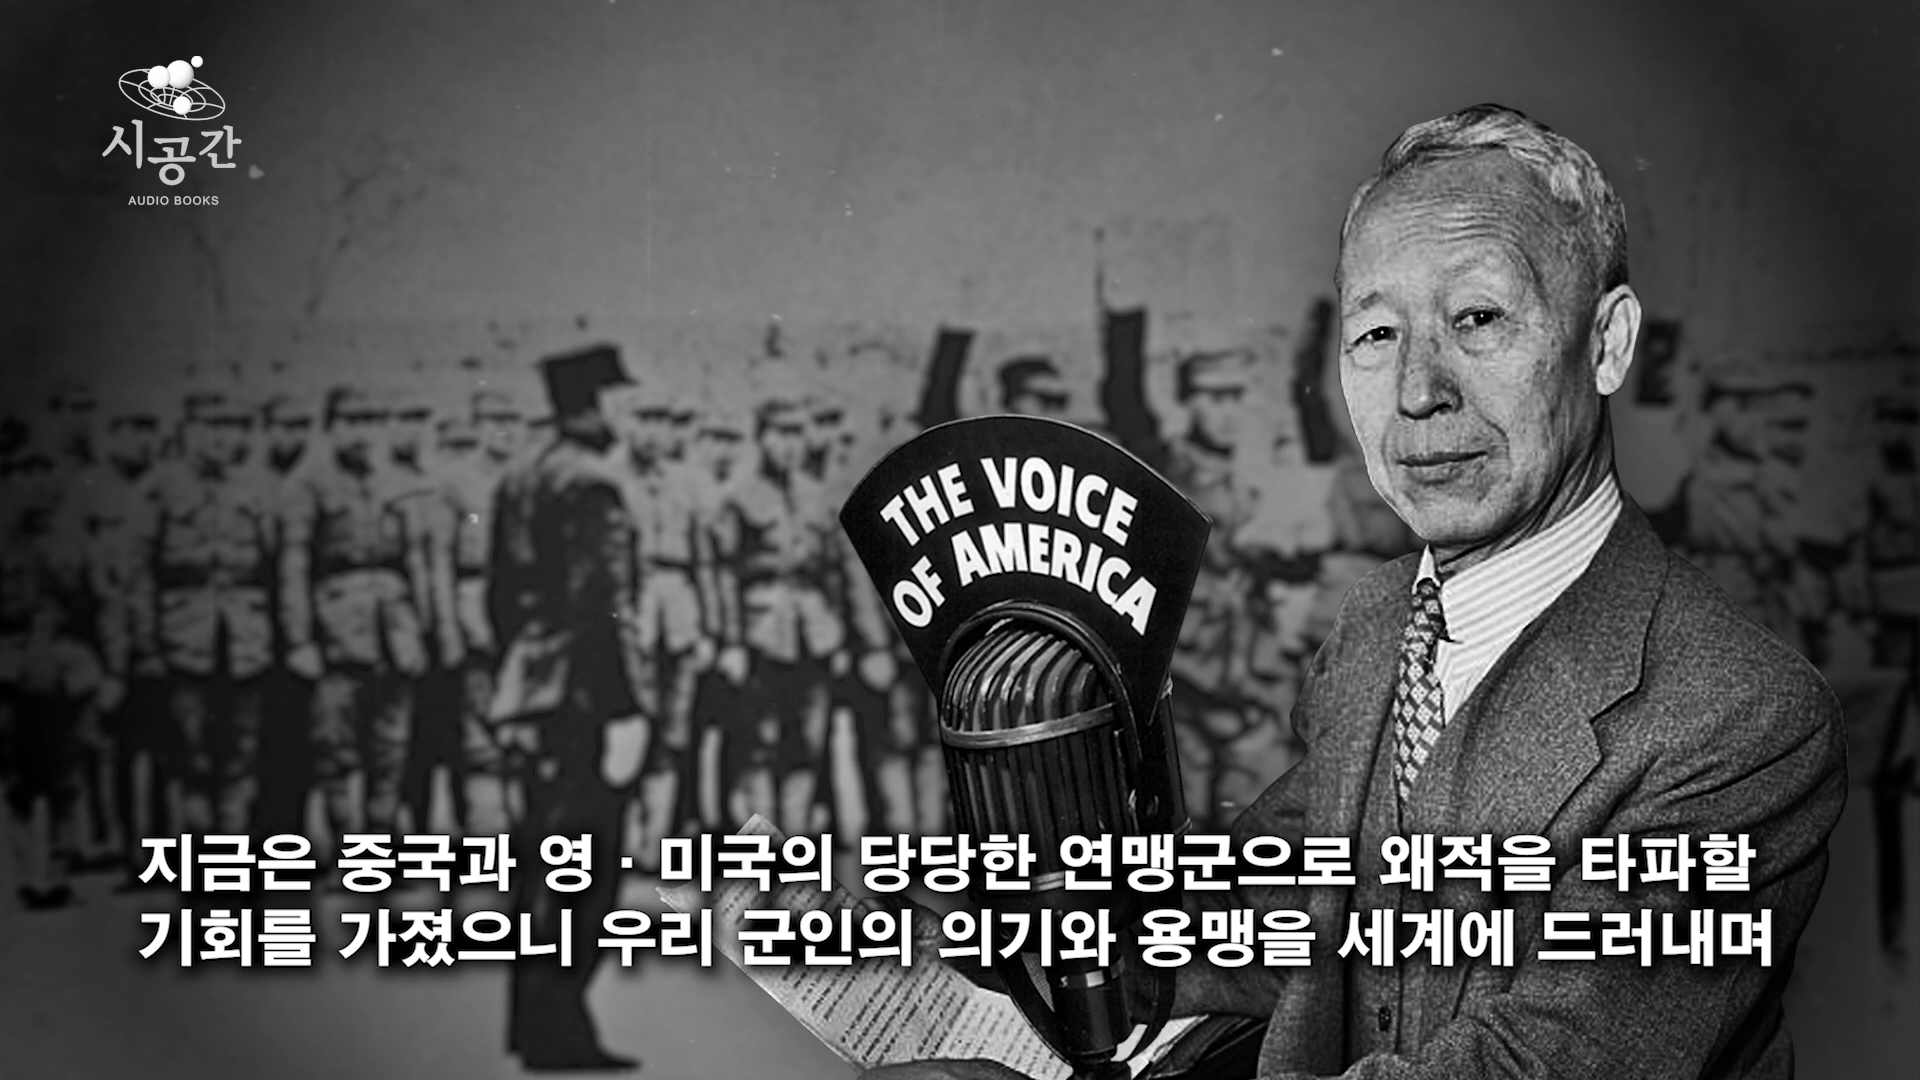 시공간
AUDIO BOOKS
THE VOICE
OF AMERICA
지금은 중국과 영·미국의 당당한 연맹군으로 왜적을 타파할
기회를 가졌으니 우리 군인의 의기와 용맹을 세계에 드러내며